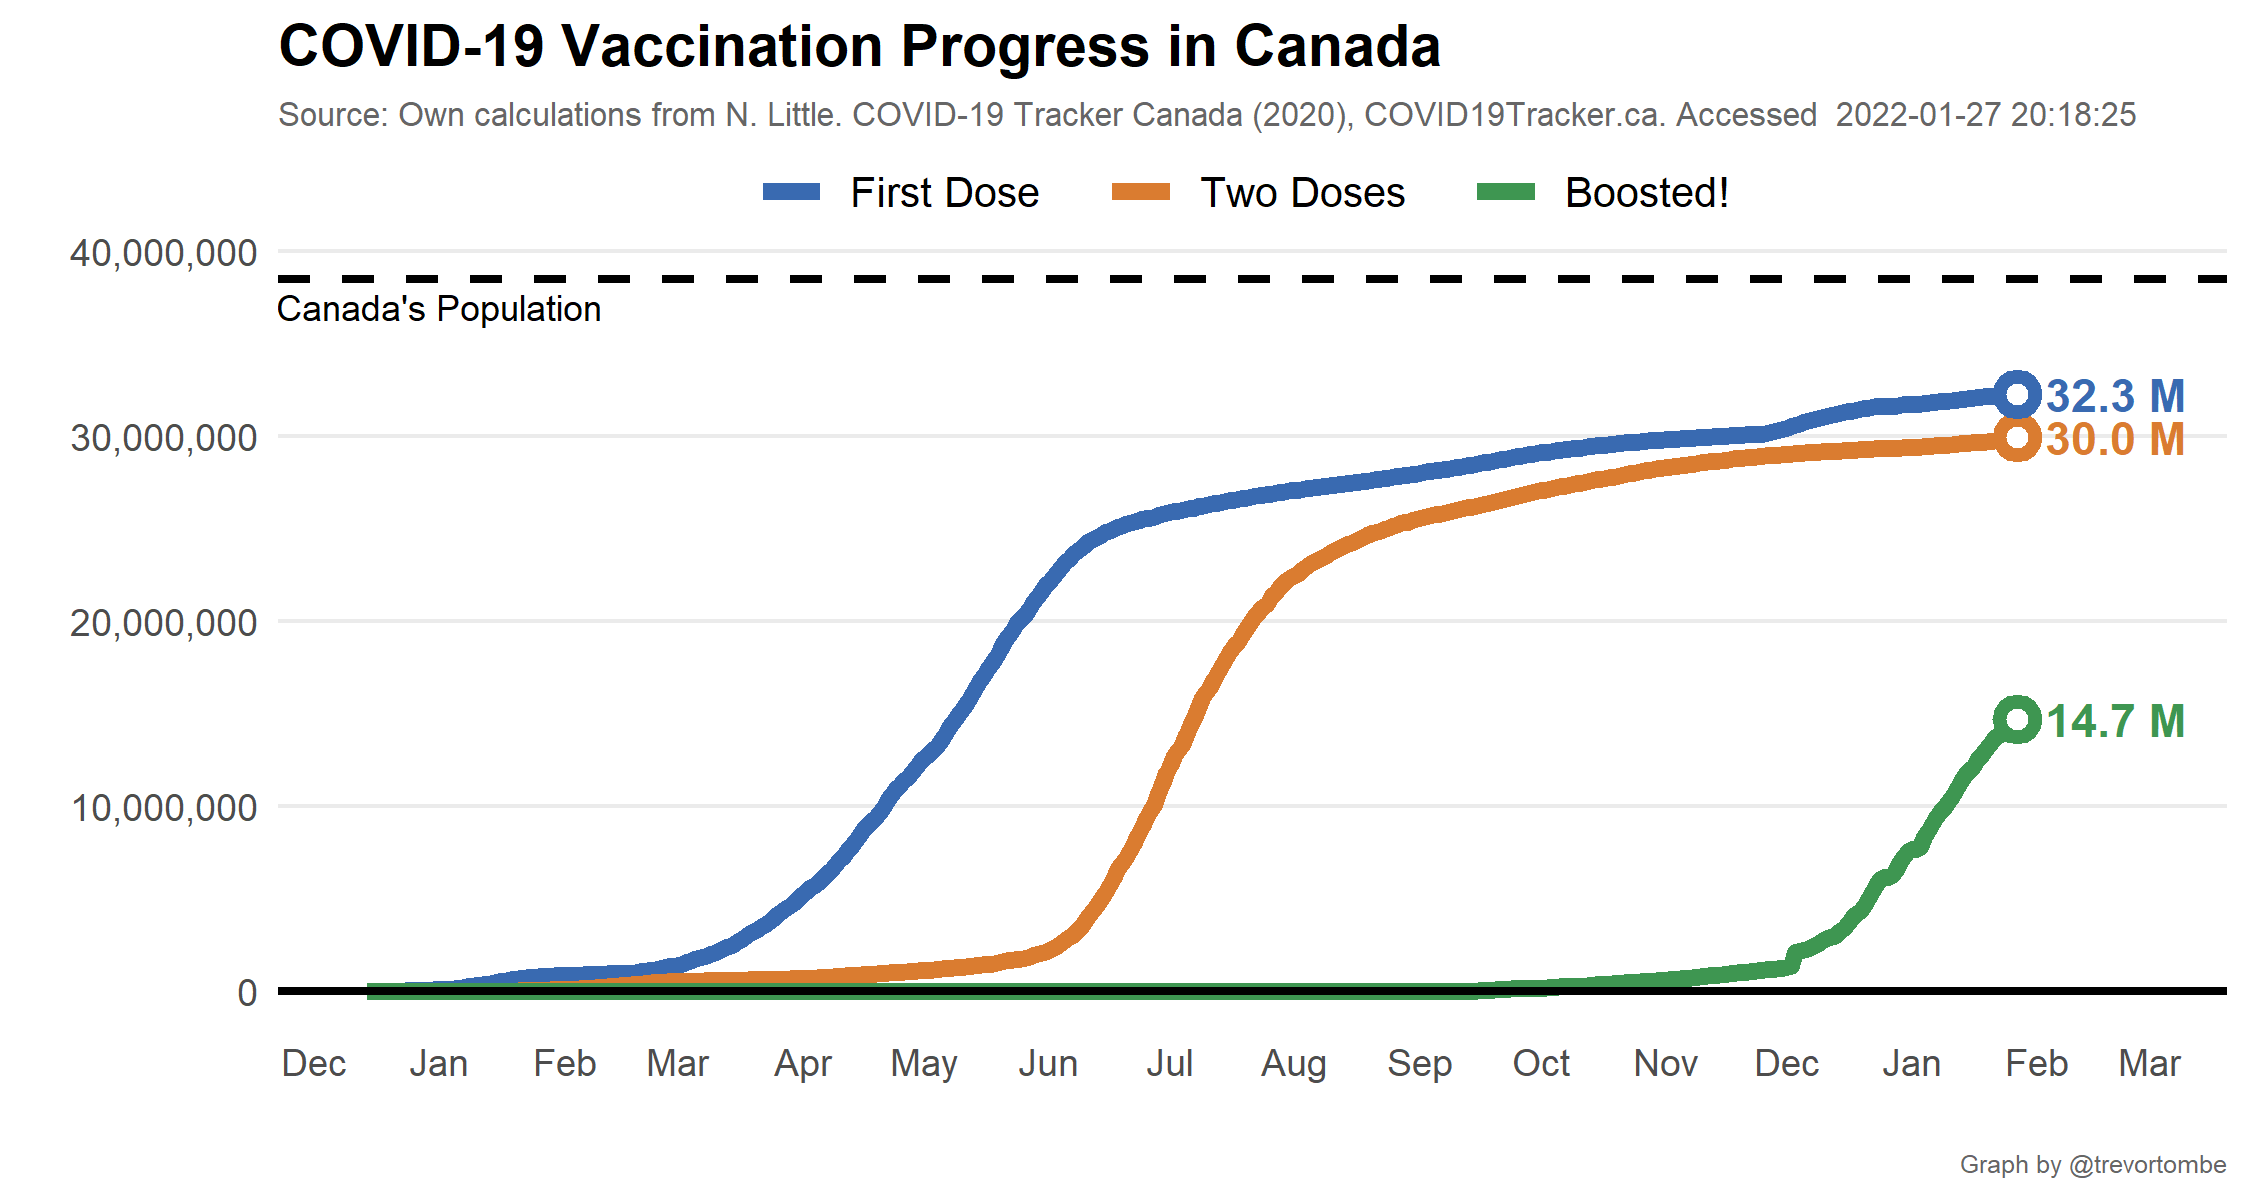 COVID-19 Vaccination Progress in Canada
Source: Own calculations from N. Little. COVID-19 Tracker Canada (2020), COVID19Tracker.ca. Accessed  2022-01-27 20:18:25
First Dose Two Doses Boosted!
40,000,000
Canada's Population
32.3 M
30,000,000
30.0 M
20,000,000
14.7 M
10,000,000
0
Dec Jan Feb Mar Apr May Jun Jul Aug Sep Oct Nov Dec Jan Feb Mar
Graph by @trevortombe